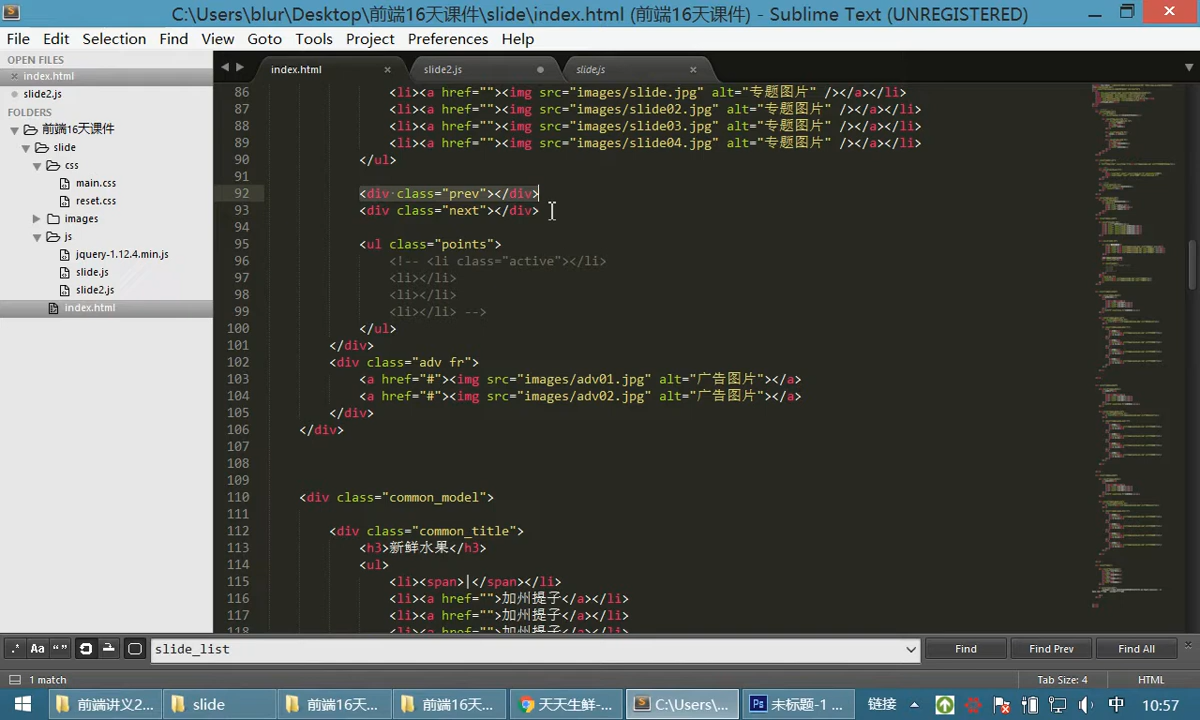 C:\Users\blur\Desktop\前端16天课件\slide\index.html (前端16天课件) - Sublime Text (UNREGISTERED)
File Edit Selection Find View Goto Tools Project Preferences Help
OPEN FILES
index.html
slide2.js
FOLDERS
前端16天课件
slide
css
main.css
reset.css
images
js
jquery-1.12.4.min.js
slide.js
slide2.js
index.html
index.html slide2.js slide.js
86 <li><a href=""><img src="images/slide.jpg" alt="专题图片" /></a></li>
87 <li><a href=""><img src="images/slide02.jpg" alt="专题图片" /></a></li>
88 <li><a href=""><img src="images/slide03.jpg" alt="专题图片" /></a></li>
89 <li><a href=""><img src="images/slide04.jpg" alt="专题图片" /></a></li>
90 </ul>
91
92 <div class="prev"></div>
93 <div class="next"></div>
94
95 <ul class="points">
96 <!-- <li class="active"></li>
97 <li></li>
98 <li></li>
99 <li></li> -->
100 </ul>
101 </div>
102 <div class="adv fr">
103 <a href="#"><img src="images/adv01.jpg" alt="广告图片"></a>
104 <a href="#"><img src="images/adv02.jpg" alt="广告图片"></a>
105 </div>
106 </div>
107
108
109
110 <div class="common_model">
111
112 <div class="common_title">
113 <h3>新鲜水果</h3>
114 <ul>
115 <li><span>|</span></li>
116 <li><a href="">加州提子</a></li>
117 <li><a href="">加州提子</a></li>
118 <li><a href="">加州提子</a></li>
.* Aa “” slide_list Find Find Prev Find All
1 match Tab Size: 4 HTML
前端讲义2... slide 前端16天... 前端16天... 天天生鲜-... C:\Users\... 未标题-1 ... 链接 中 10:57